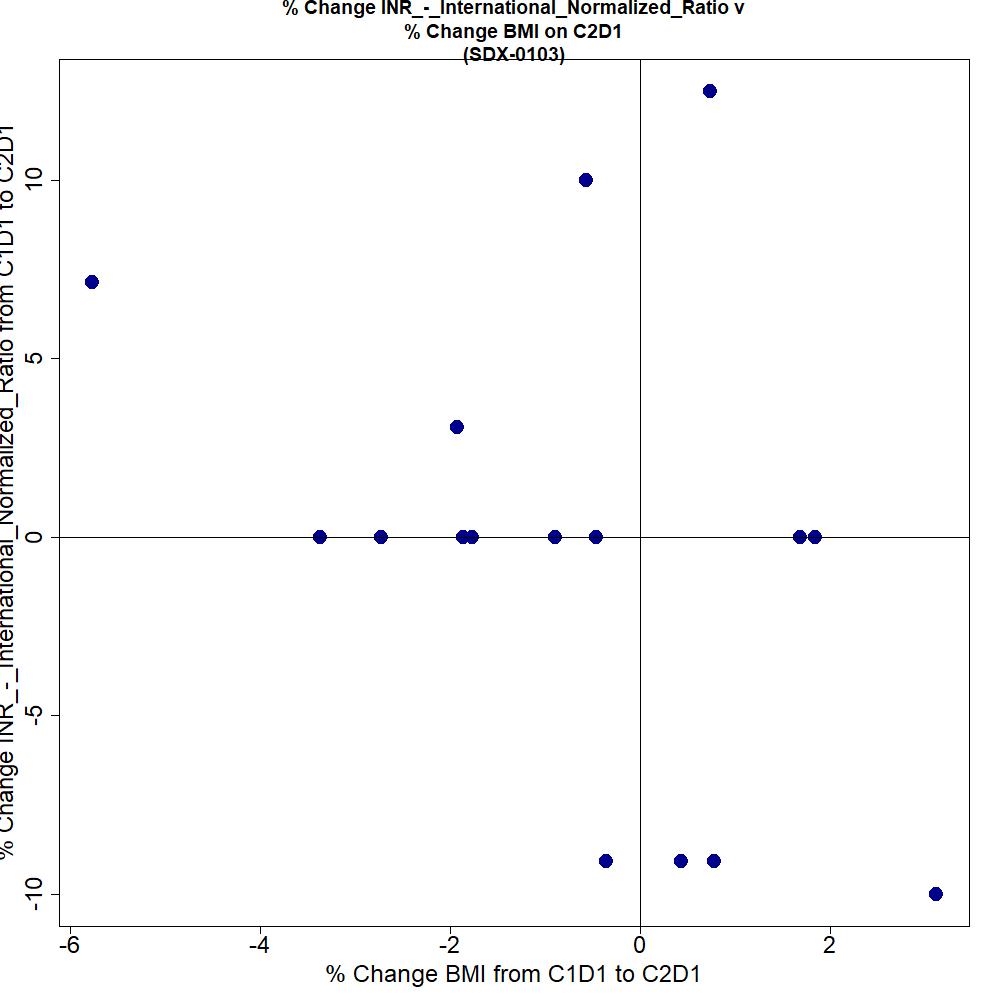 % Change INR_-_International_Normalized_Ratio v
% Change BMI on C2D1
(SDX-0103)
% Change INR_-_International_Normalized_Ratio from C1D1 to C2D1
10
5
0
-5
-10
-6
-4
-2
0
2
% Change BMI from C1D1 to C2D1